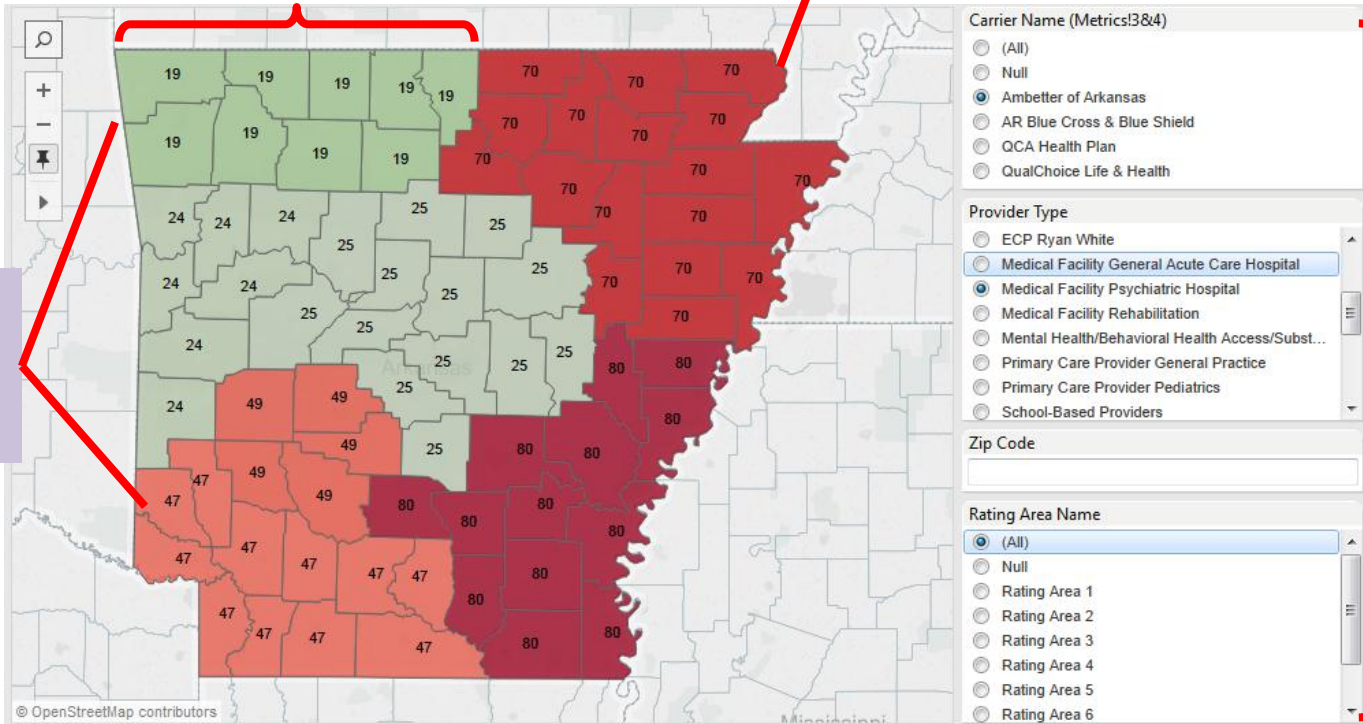 19 19 19 19 19 70 70 70
19 19 19 19 70 70 70 70
70 70 70
24 24 24 25 25 70 70 70
25 25
24 24 25 25 70 70 70
25 25 70
24 25 25 25 25 80 80
Arkansas
24 49 49 25 80
49 25 80 80
47 47 49 49 80 80 80 80
47 47 47 47 47 80 80
47 47 47 47 80 80
© OpenStreetMap contributors
Mississippi
Carrier Name (Metrics!3&4)
(All)
Null
Ambetter of Arkansas
AR Blue Cross & Blue Shield
QCA Health Plan
QualChoice Life & Health
Provider Type
ECP Ryan White
Medical Facility General Acute Care Hospital
Medical Facility Psychiatric Hospital
Medical Facility Rehabilitation
Mental Health/Behavioral Health Access/Subst...
Primary Care Provider General Practice
Primary Care Provider Pediatrics
School-Based Providers
Zip Code
Rating Area Name
(All)
Null
Rating Area 1
Rating Area 2
Rating Area 3
Rating Area 4
Rating Area 5
Rating Area 6